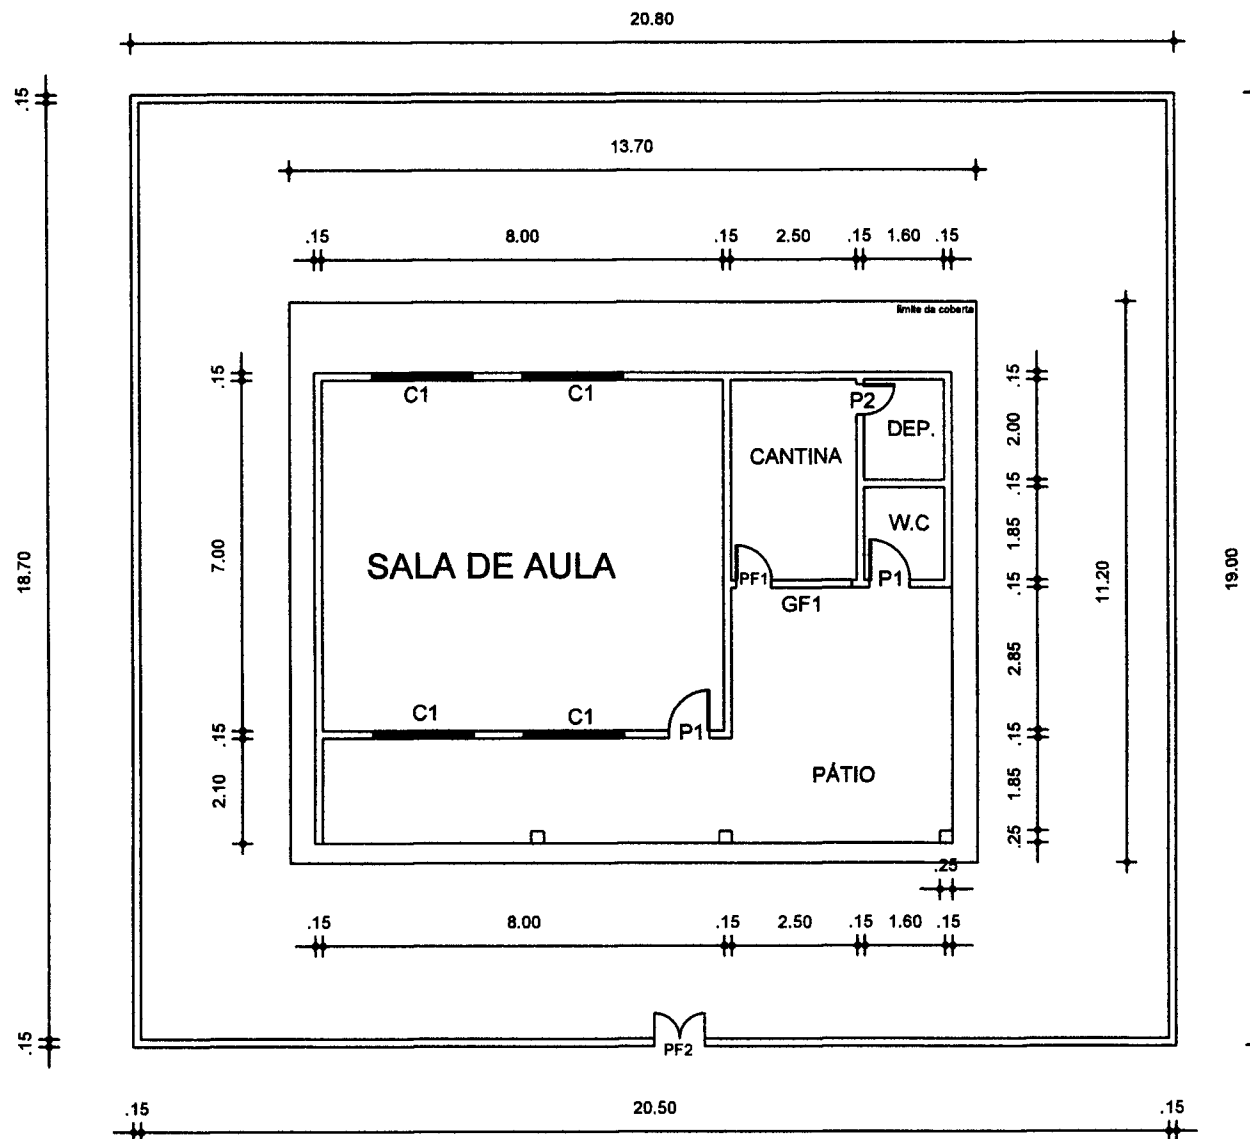 20.80
.15
13.70
.15 8.00 .15 2.50 .15 1.60 .15
limite da coberta
.15
C1 C1
P2
.15
DEP.
2.00
CANTINA
.15
W.C
1.85
7.00
SALA DE AULA
PF1
P1
.15
GF1
18.70
11.20
19.00
2.85
C1 C1
P1
.15
.15
PÁTIO
2.10
1.85
.25
.25
.15 8.00 .15 2.50 .15 1.60 .15
.15
PF2
.15 20.50 .15